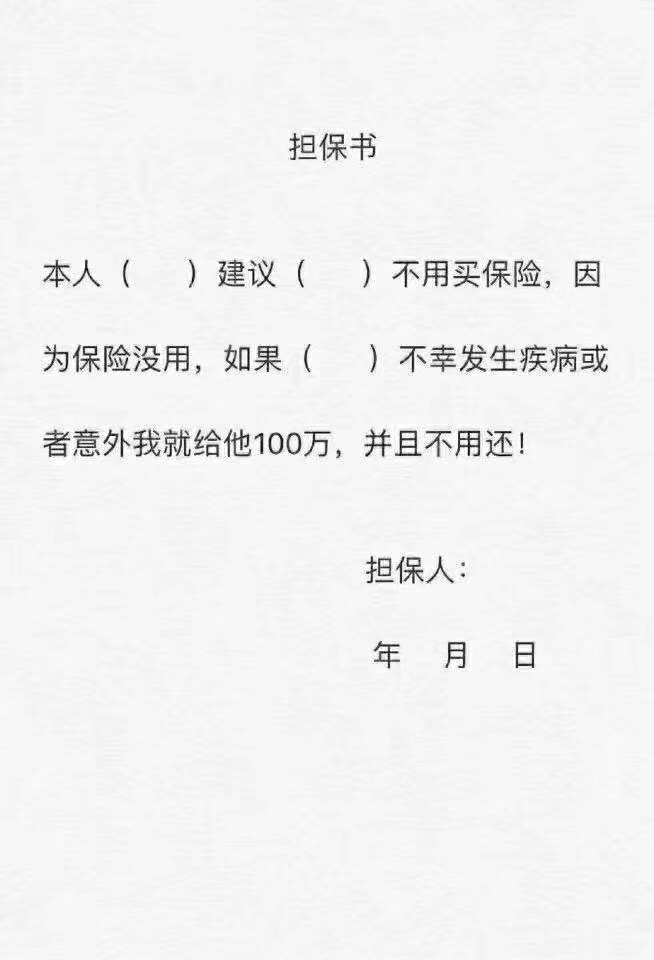 担保书
本人（　　）建议（　　）不用买保险，因
为保险没用，如果（　　）不幸发生疾病或
者意外我就给他100万，并且不用还！
担保人：
年　月　日